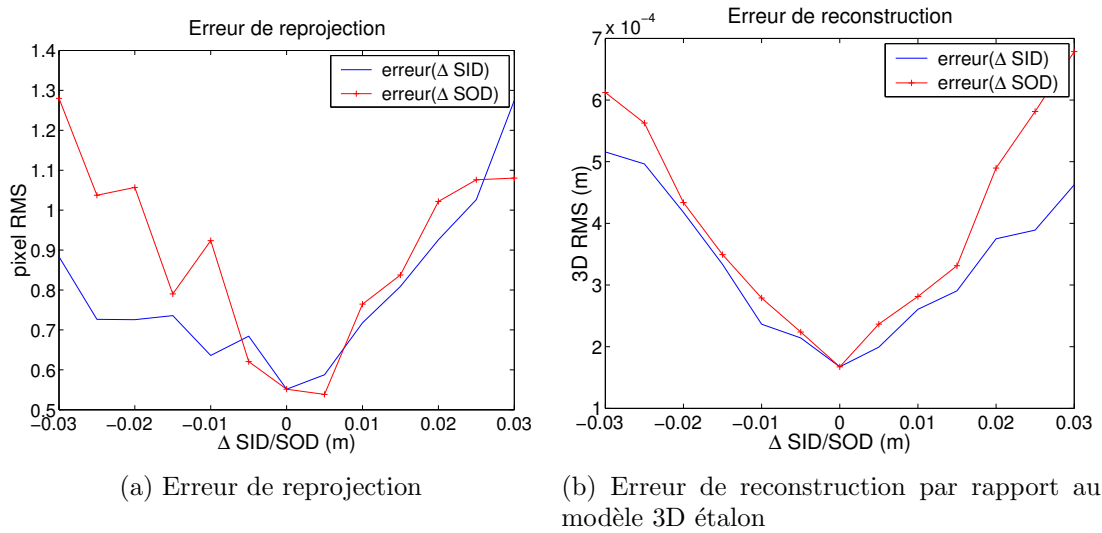 Erreur de reprojection
1.4
1.3
1.2
1.1
1
0.9
0.8
0.7
0.6
0.5
pixel RMS
erreur(Δ SID)
erreur(Δ SOD)
−0.03 −0.02 −0.01 0 0.01 0.02 0.03
Δ SID/SOD (m)
(a) Erreur de reprojection
Erreur de reconstruction
7 x 10⁻⁴
6
5
4
3
2
1
3D RMS (m)
erreur(Δ SID)
erreur(Δ SOD)
−0.03 −0.02 −0.01 0 0.01 0.02 0.03
Δ SID/SOD (m)
(b) Erreur de reconstruction par rapport au
modèle 3D étalon